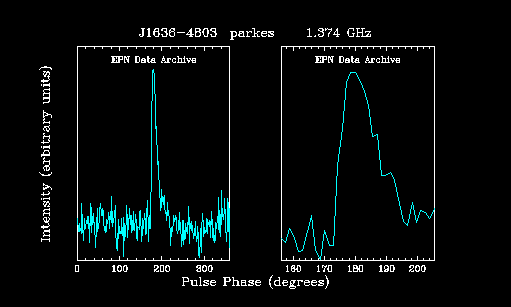 J1636-4803 parkes 1.374 GHz
EPN Data Archive EPN Data Archive
Intensity (arbitrary units)
0 100 200 300 160 170 180 190 200
Pulse Phase (degrees)